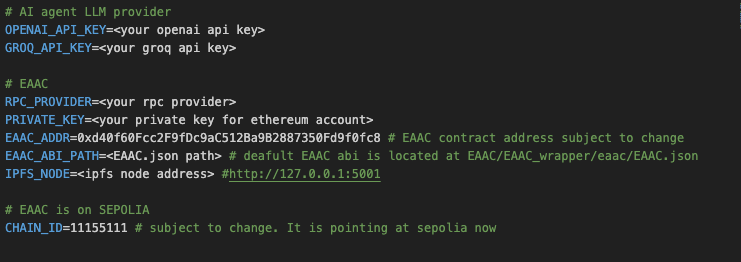 # AI agent LLM provider
OPENAI_API_KEY=<your openai api key>
GROQ_API_KEY=<your groq api key>
# EAAC
RPC_PROVIDER=<your rpc provider>
PRIVATE_KEY=<your private key for ethereum account>
EAAC_ADDR=0xd40f60Fcc2F9fDc9aC512Ba9B2887350Fd9f0fc8 # EAAC contract address subject to change
EAAC_ABI_PATH=<EAAC.json path> # deafult EAAC abi is located at EAAC/EAAC_wrapper/eaac/EAAC.json
IPFS_NODE=<ipfs node address> #http://127.0.0.1:5001
# EAAC is on SEPOLIA
CHAIN_ID=11155111 # subject to change. It is pointing at sepolia now